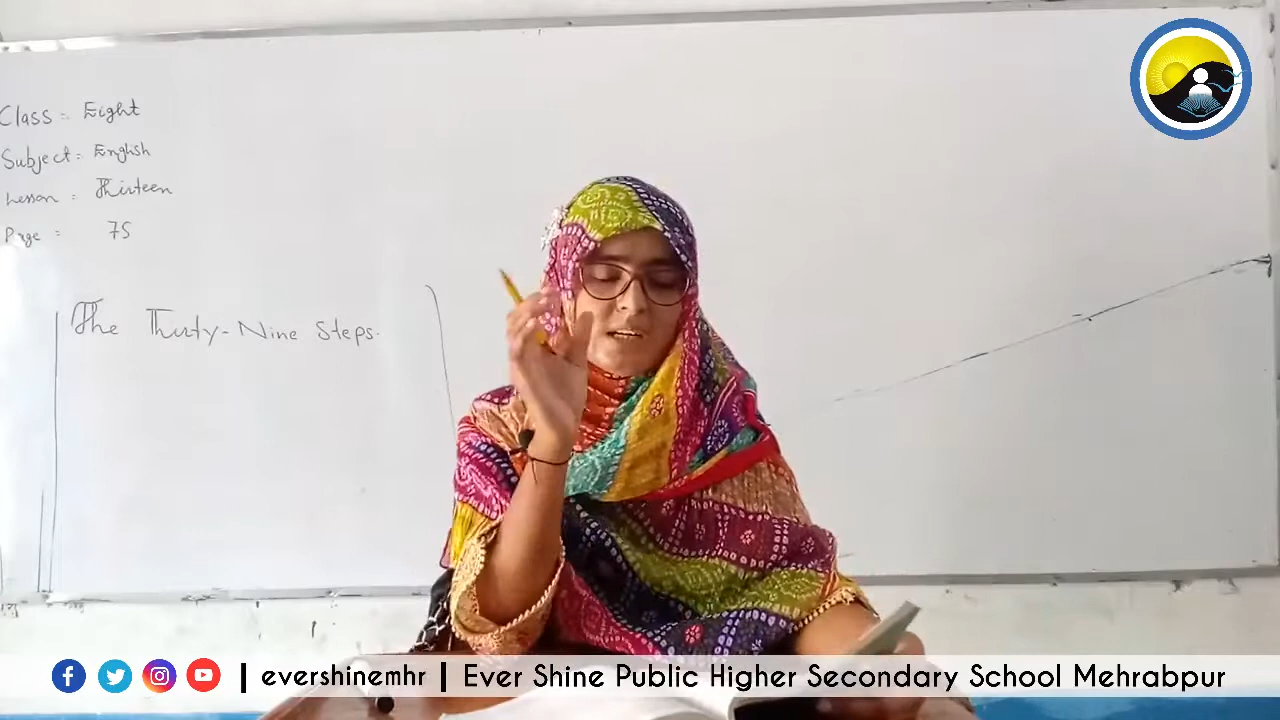 Class : Eight
Subject : English
Lesson : Thirteen
Page : 75
The Thirty-Nine Steps.
| evershinemhr | Ever Shine Public Higher Secondary School Mehrabpur